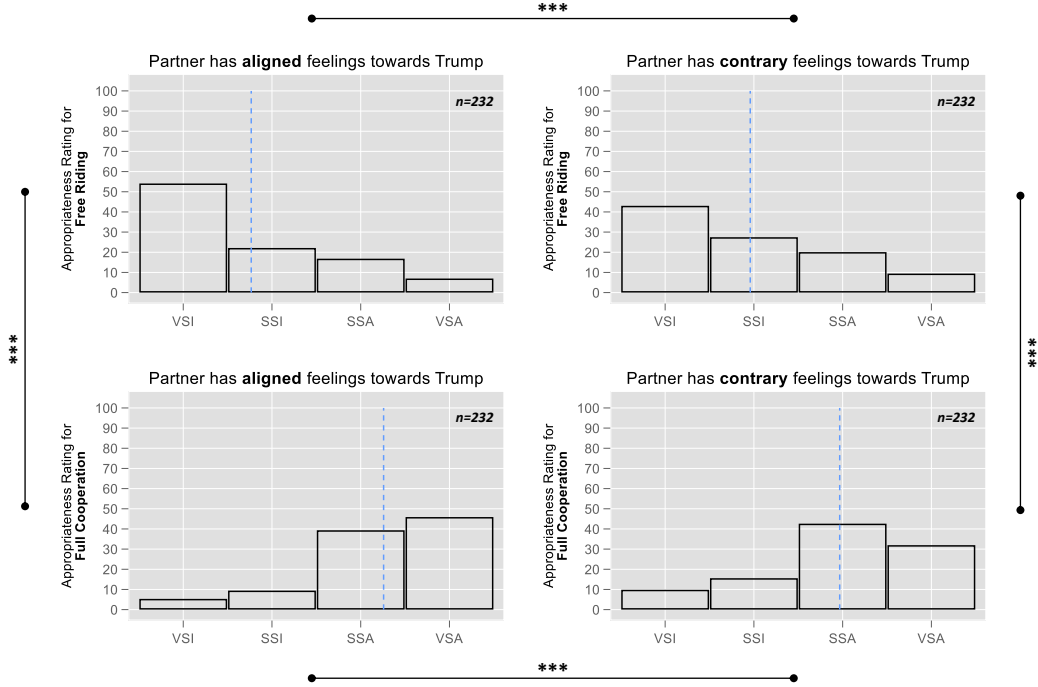 ***
Partner has aligned feelings towards Trump
Appropriateness Rating for
Free Riding
100
90
80
70
60
50
40
30
20
10
0
n=232
VSI SSI SSA VSA
Partner has contrary feelings towards Trump
Appropriateness Rating for
Free Riding
100
90
80
70
60
50
40
30
20
10
0
n=232
VSI SSI SSA VSA
***
***
Partner has aligned feelings towards Trump
Appropriateness Rating for
Full Cooperation
100
90
80
70
60
50
40
30
20
10
0
n=232
VSI SSI SSA VSA
Partner has contrary feelings towards Trump
Appropriateness Rating for
Full Cooperation
100
90
80
70
60
50
40
30
20
10
0
n=232
VSI SSI SSA VSA
***